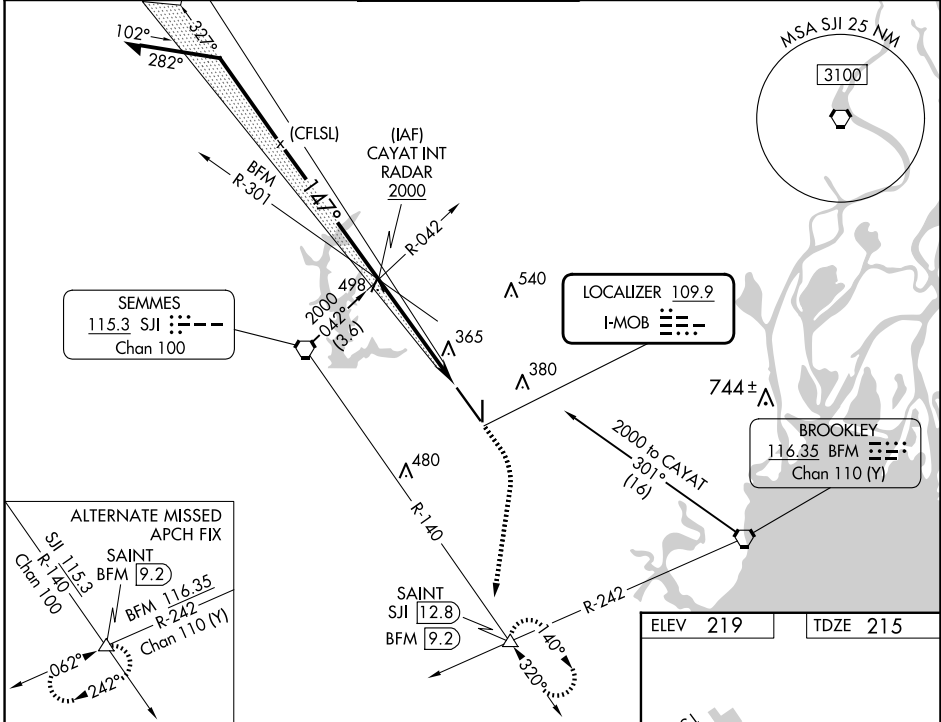 102°
327°
282°
MSA SJI 25 NM
3100
(CFLSL)
(IAF)
CAYAT INT
RADAR
2000
BFM
R-301
147°
R-042
498
2000
042°
(3.6)
540
365
380
744±
SEMMES
115.3 SJI
Chan 100
LOCALIZER 109.9
I-MOB
BROOKLEY
116.35 BFM
Chan 110 (Y)
2000 to CAYAT
301°
(16)
480
R-140
R-242
SAINT
SJI 12.8
BFM 9.2
140°
320°
ALTERNATE MISSED
APCH FIX
SJI 115.3
R-140
Chan 100
SAINT
BFM 9.2
BFM 116.35
R-242
Chan 110 (Y)
062°
242°
ELEV 219
TDZE 215